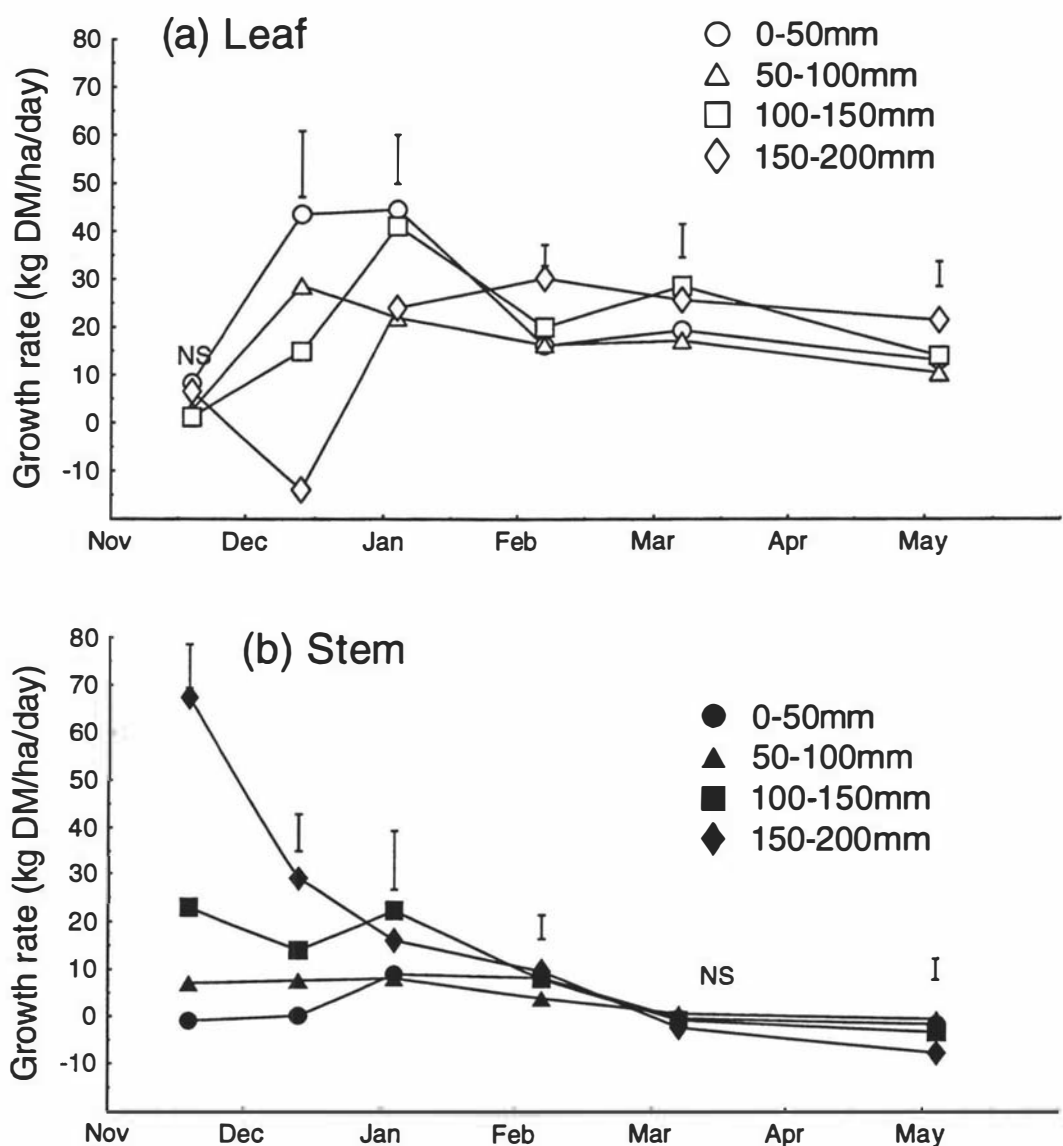 (a) Leaf
0-50mm
50-100mm
100-150mm
150-200mm
Growth rate (kg DM/ha/day)
80
70
60
50
40
30
20
10
0
-10
NS
Nov Dec Jan Feb Mar Apr May
(b) Stem
0-50mm
50-100mm
100-150mm
150-200mm
Growth rate (kg DM/ha/day)
80
70
60
50
40
30
20
10
0
-10
NS
Nov Dec Jan Feb Mar Apr May